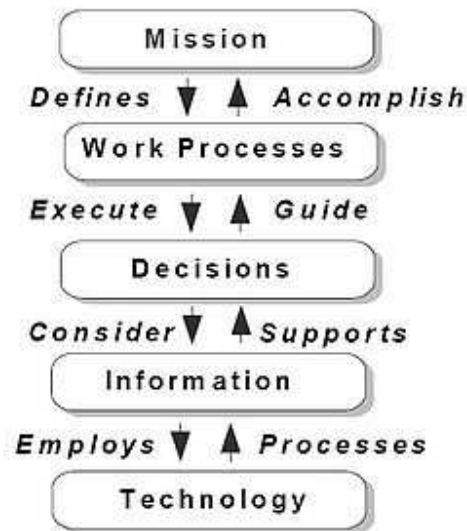 Mission
Defines Accomplish
Work Processes
Execute Guide
Decisions
Consider Supports
Information
Employs Processes
Technology